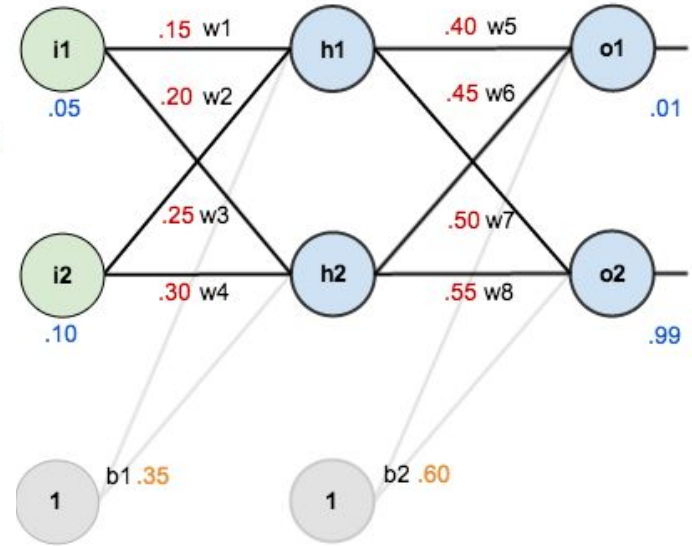 i1 .15 w1 h1 .40 w5 o1
.05 .20 w2 .45 w6 .01
.25 w3 .50 w7
i2 .30 w4 h2 .55 w8 o2
.10 .99
1 b1 .35 1 b2 .60